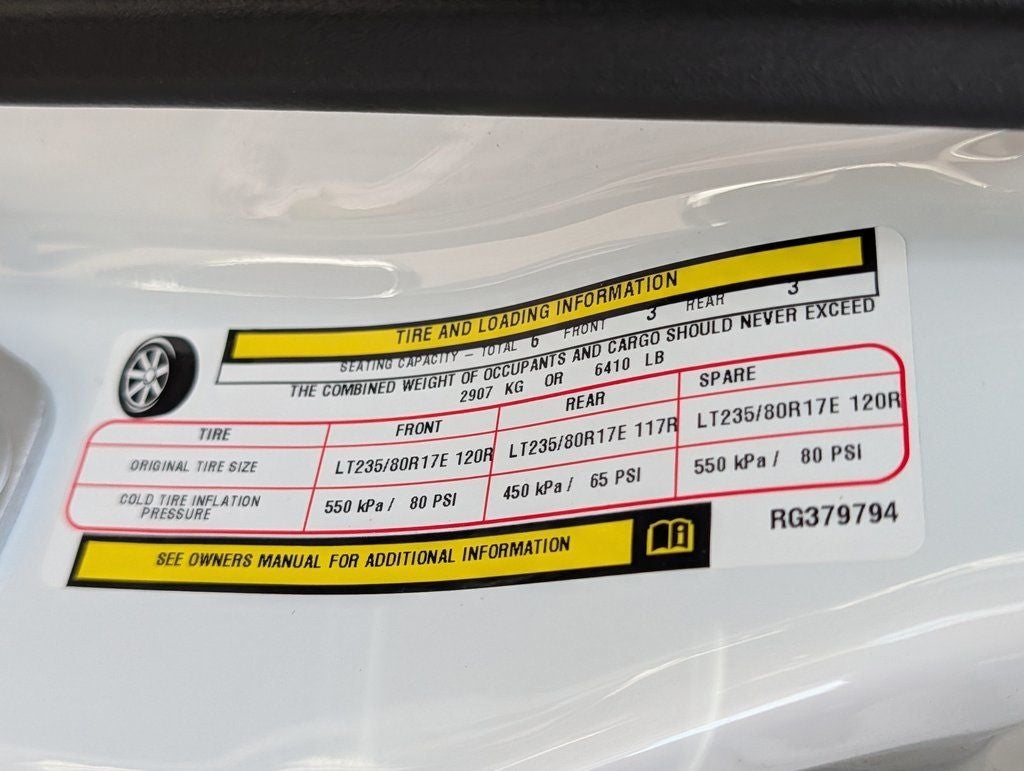 TIRE AND LOADING INFORMATION
SEATING CAPACITY – TOTAL 6 FRONT 3 REAR 3
THE COMBINED WEIGHT OF OCCUPANTS AND CARGO SHOULD NEVER EXCEED
2907 KG OR 6410 LB
TIRE FRONT REAR SPARE
ORIGINAL TIRE SIZE LT235/80R17E 120R LT235/80R17E 117R LT235/80R17E 120R
COLD TIRE INFLATION PRESSURE 550 kPa / 80 PSI 450 kPa / 65 PSI 550 kPa / 80 PSI
SEE OWNERS MANUAL FOR ADDITIONAL INFORMATION
RG379794